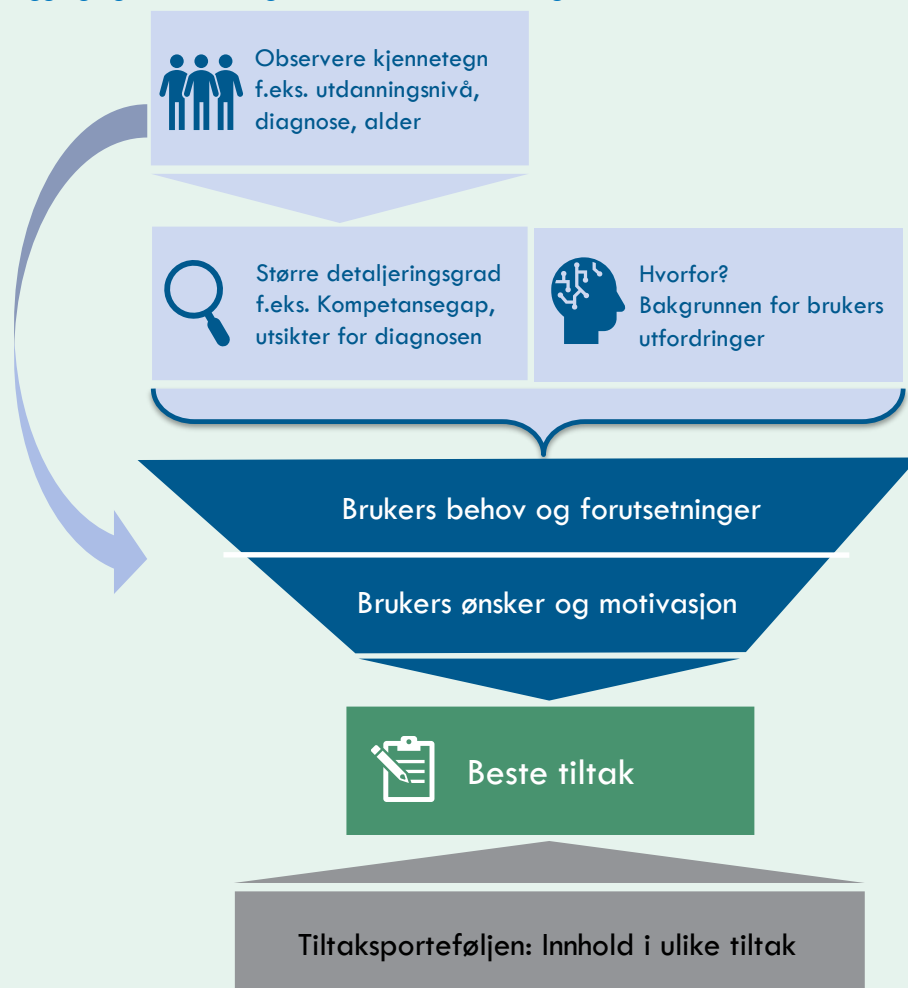 Observere kjennetegn
f.eks. utdanningsnivå,
diagnose, alder
Større detaljeringsgrad
f.eks. Kompetansegap,
utsikter for diagnosen
Hvorfor?
Bakgrunnen for brukers
utfordringer
Brukers behov og forutsetninger
Brukers ønsker og motivasjon
Beste tiltak
Tiltaksporteføljen: Innhold i ulike tiltak